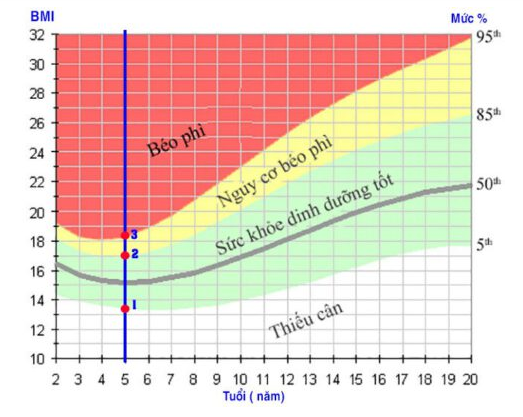 BMI
Mức %
32
30
28
26
24
22
20
18
16
14
12
10
95th
85th
50th
5th
Béo phì
Nguy cơ béo phì
Sức khỏe dinh dưỡng tốt
Thiếu cân
3
2
1
2 3 4 5 6 7 8 9 10 11 12 13 14 15 16 17 18 19 20
Tuổi ( năm)